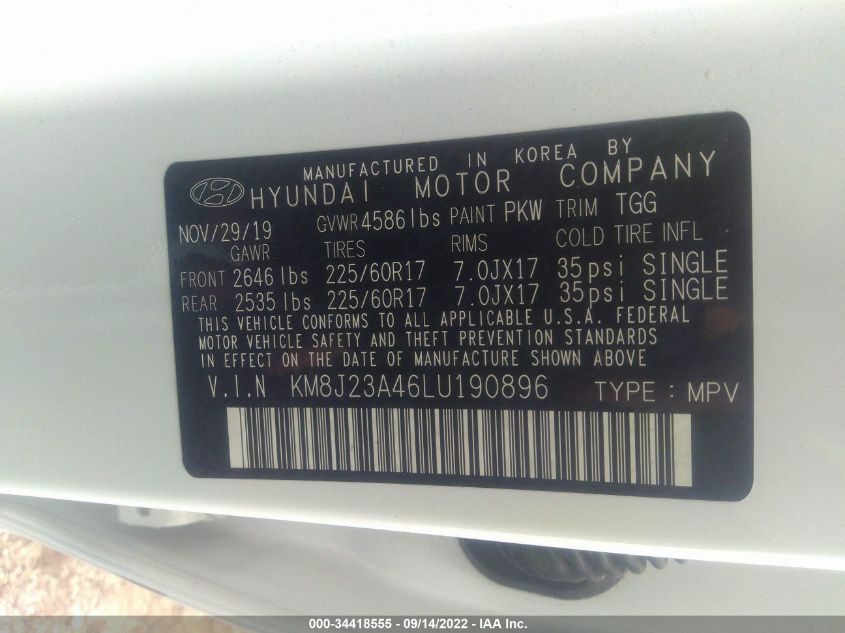 MANUFACTURED IN KOREA BY
HYUNDAI MOTOR COMPANY
NOV/29/19 GVWR 4586 lbs PAINT PKW TRIM TGG
GAWR TIRES RIMS COLD TIRE INFL
FRONT 2646 lbs 225/60R17 7.0JX17 35psi SINGLE
REAR 2535 lbs 225/60R17 7.0JX17 35psi SINGLE
THIS VEHICLE CONFORMS TO ALL APPLICABLE U.S.A. FEDERAL
MOTOR VEHICLE SAFETY AND THEFT PREVENTION STANDARDS
IN EFFECT ON THE DATE OF MANUFACTURE SHOWN ABOVE
V.I.N KM8J23A46LU190896 TYPE : MPV
000-34418555 - 09/14/2022 - IAA Inc.